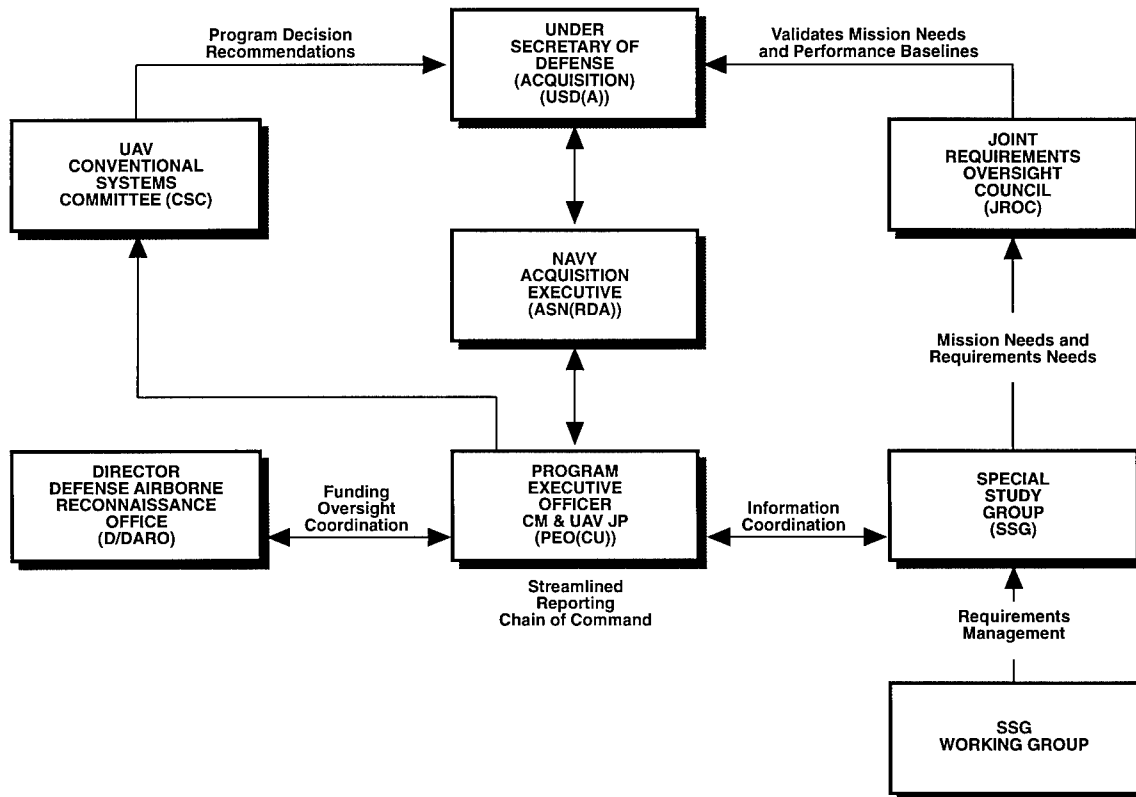 Program Decision
Recommendations
UNDER
SECRETARY OF
DEFENSE
(ACQUISITION)
(USD(A))
Validates Mission Needs
and Performance Baselines
UAV
CONVENTIONAL
SYSTEMS
COMMITTEE (CSC)
JOINT
REQUIREMENTS
OVERSIGHT
COUNCIL
(JROC)
NAVY
ACQUISITION
EXECUTIVE
(ASN(RDA))
Mission Needs and
Requirements Needs
DIRECTOR
DEFENSE AIRBORNE
RECONNAISSANCE
OFFICE
(D/DARO)
Funding
Oversight
Coordination
PROGRAM
EXECUTIVE
OFFICER
CM & UAV JP
(PEO(CU))
Information
Coordination
SPECIAL
STUDY
GROUP
(SSG)
Streamlined
Reporting
Chain of Command
Requirements
Management
SSG
WORKING GROUP